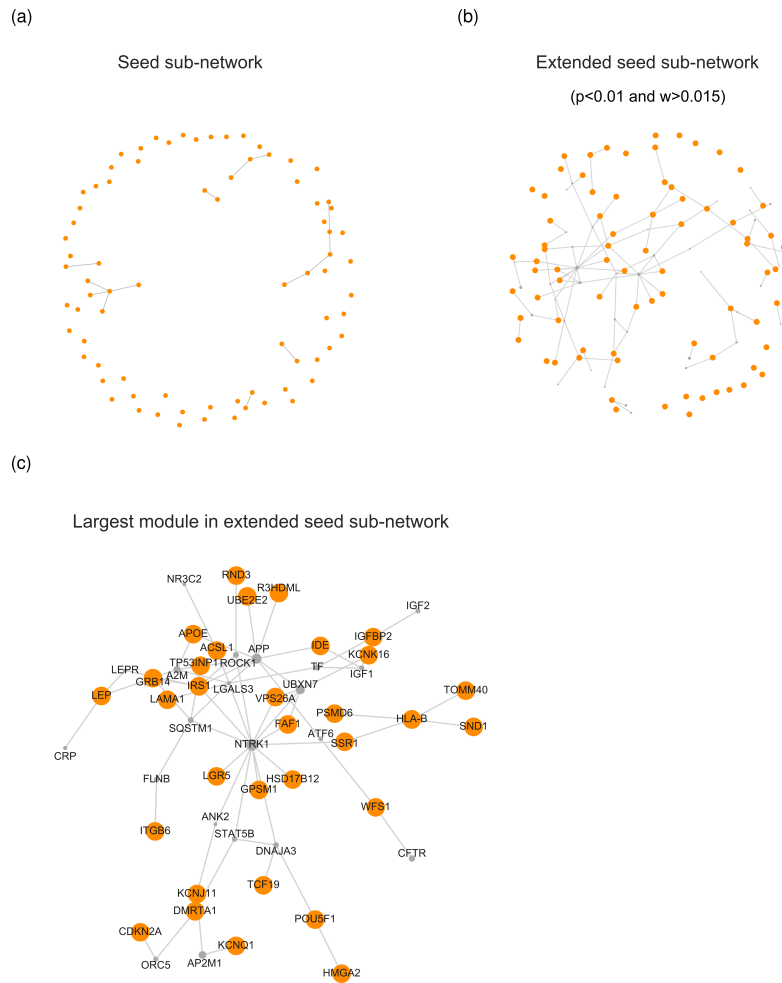 (a)
(b)
Seed sub-network
Extended seed sub-network
(p<0.01 and w>0.015)
(c)
Largest module in extended seed sub-network
RND3
NR3C2
R3HDML
UBE2E2
IGF2
APOE
IGFBP2
ACSL1
APP
IDE
KCNK16
TP53INP1
ROCK1
TF
LEPR
A2M
IGF1
GRB14
IRS1
LGALS3
UBXN7
LEP
LAMA1
VPS26A
TOMM40
PSMD6
HLA-B
SQSTM1
FAF1
SND1
ATF6
NTRK1
SSR1
CRP
FLNB
LGR5
HSD17B12
GPSM1
WFS1
ANK2
ITGB6
STAT5B
DNAJA3
CFTR
TCF19
KCNJ11
DMRTA1
POU5F1
CDKN2A
KCNQ1
ORC5
AP2M1
HMGA2